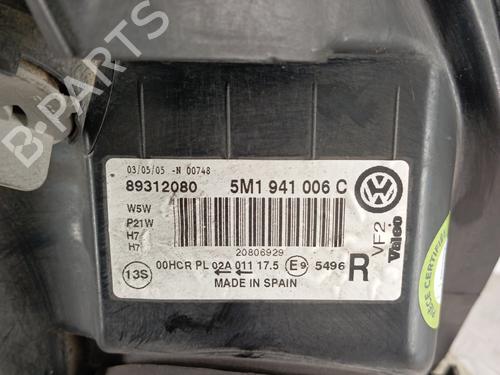 B-PARTS
03/05/05 -N 00748
89312080 5M1 941 006 C
W5W
P21W
H7
H7
20806929
VF2
Valeo
13S 00HCR PL 02A 011 17.5 E9 5496 R
MADE IN SPAIN